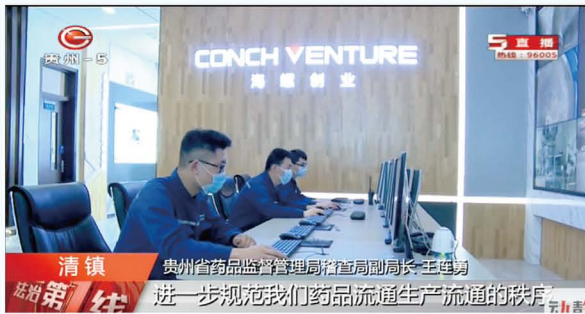 贵州-5
CONCH VENTURE
海螺创业
5直播
热线：96005
清镇
贵州省药品监督管理局稽查局副局长 王连勇
法治第1线
进一步规范我们药品流通生产流通的秩序